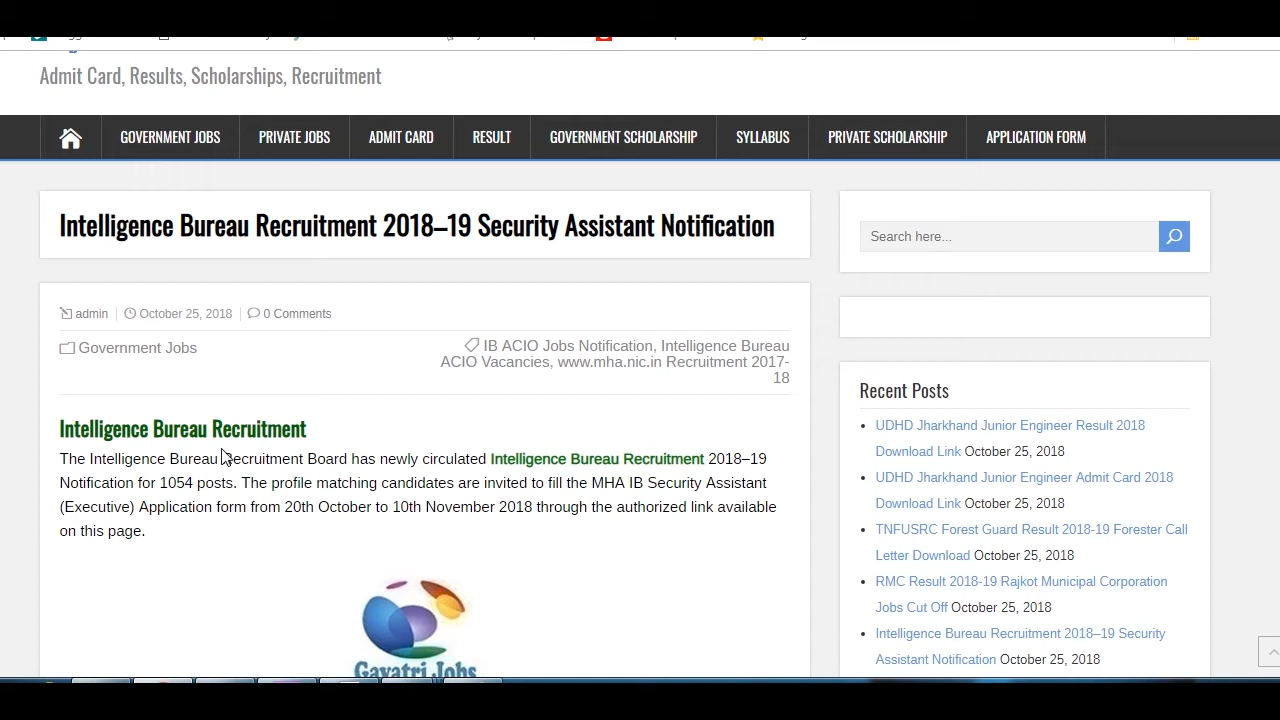 Admit Card, Results, Scholarships, Recruitment
GOVERNMENT JOBS
PRIVATE JOBS
ADMIT CARD
RESULT
GOVERNMENT SCHOLARSHIP
SYLLABUS
PRIVATE SCHOLARSHIP
APPLICATION FORM
Intelligence Bureau Recruitment 2018–19 Security Assistant Notification
admin
October 25, 2018
0 Comments
Government Jobs
IB ACIO Jobs Notification, Intelligence Bureau
ACIO Vacancies, www.mha.nic.in Recruitment 2017-
18
Intelligence Bureau Recruitment
The Intelligence Bureau Recruitment Board has newly circulated Intelligence Bureau Recruitment 2018–19
Notification for 1054 posts. The profile matching candidates are invited to fill the MHA IB Security Assistant
(Executive) Application form from 20th October to 10th November 2018 through the authorized link available
on this page.
Gayatri Jobs
Search here...
Recent Posts
UDHD Jharkhand Junior Engineer Result 2018
Download Link October 25, 2018
UDHD Jharkhand Junior Engineer Admit Card 2018
Download Link October 25, 2018
TNFUSRC Forest Guard Result 2018-19 Forester Call
Letter Download October 25, 2018
RMC Result 2018-19 Rajkot Municipal Corporation
Jobs Cut Off October 25, 2018
Intelligence Bureau Recruitment 2018–19 Security
Assistant Notification October 25, 2018